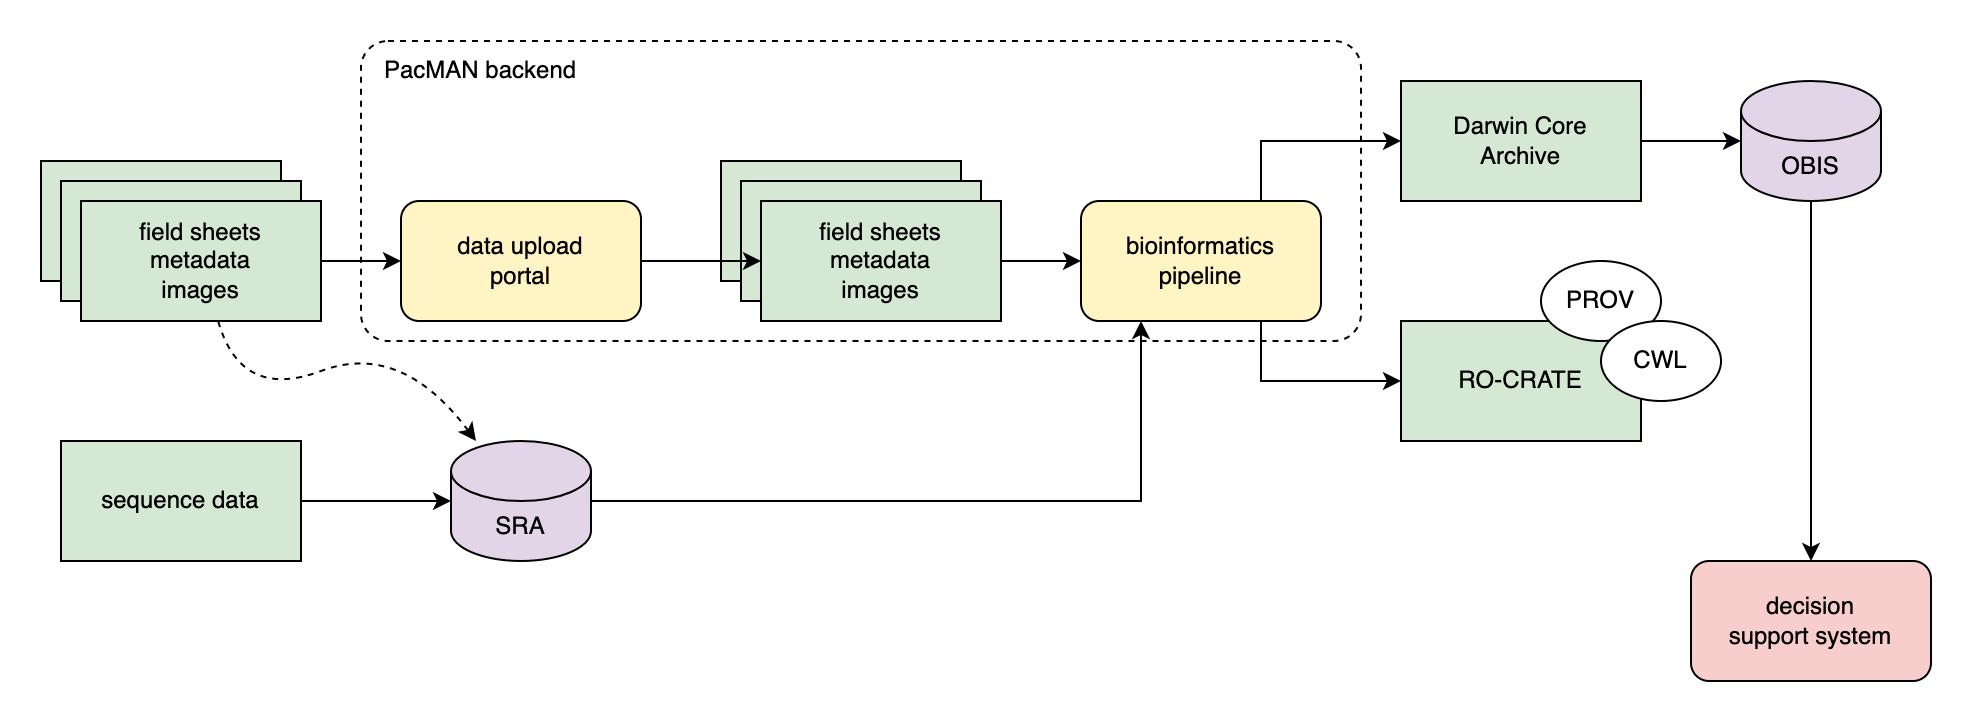 PacMAN backend
field sheets
metadata
images
data upload
portal
field sheets
metadata
images
bioinformatics
pipeline
Darwin Core
Archive
OBIS
PROV
CWL
RO-CRATE
sequence data
SRA
decision
support system